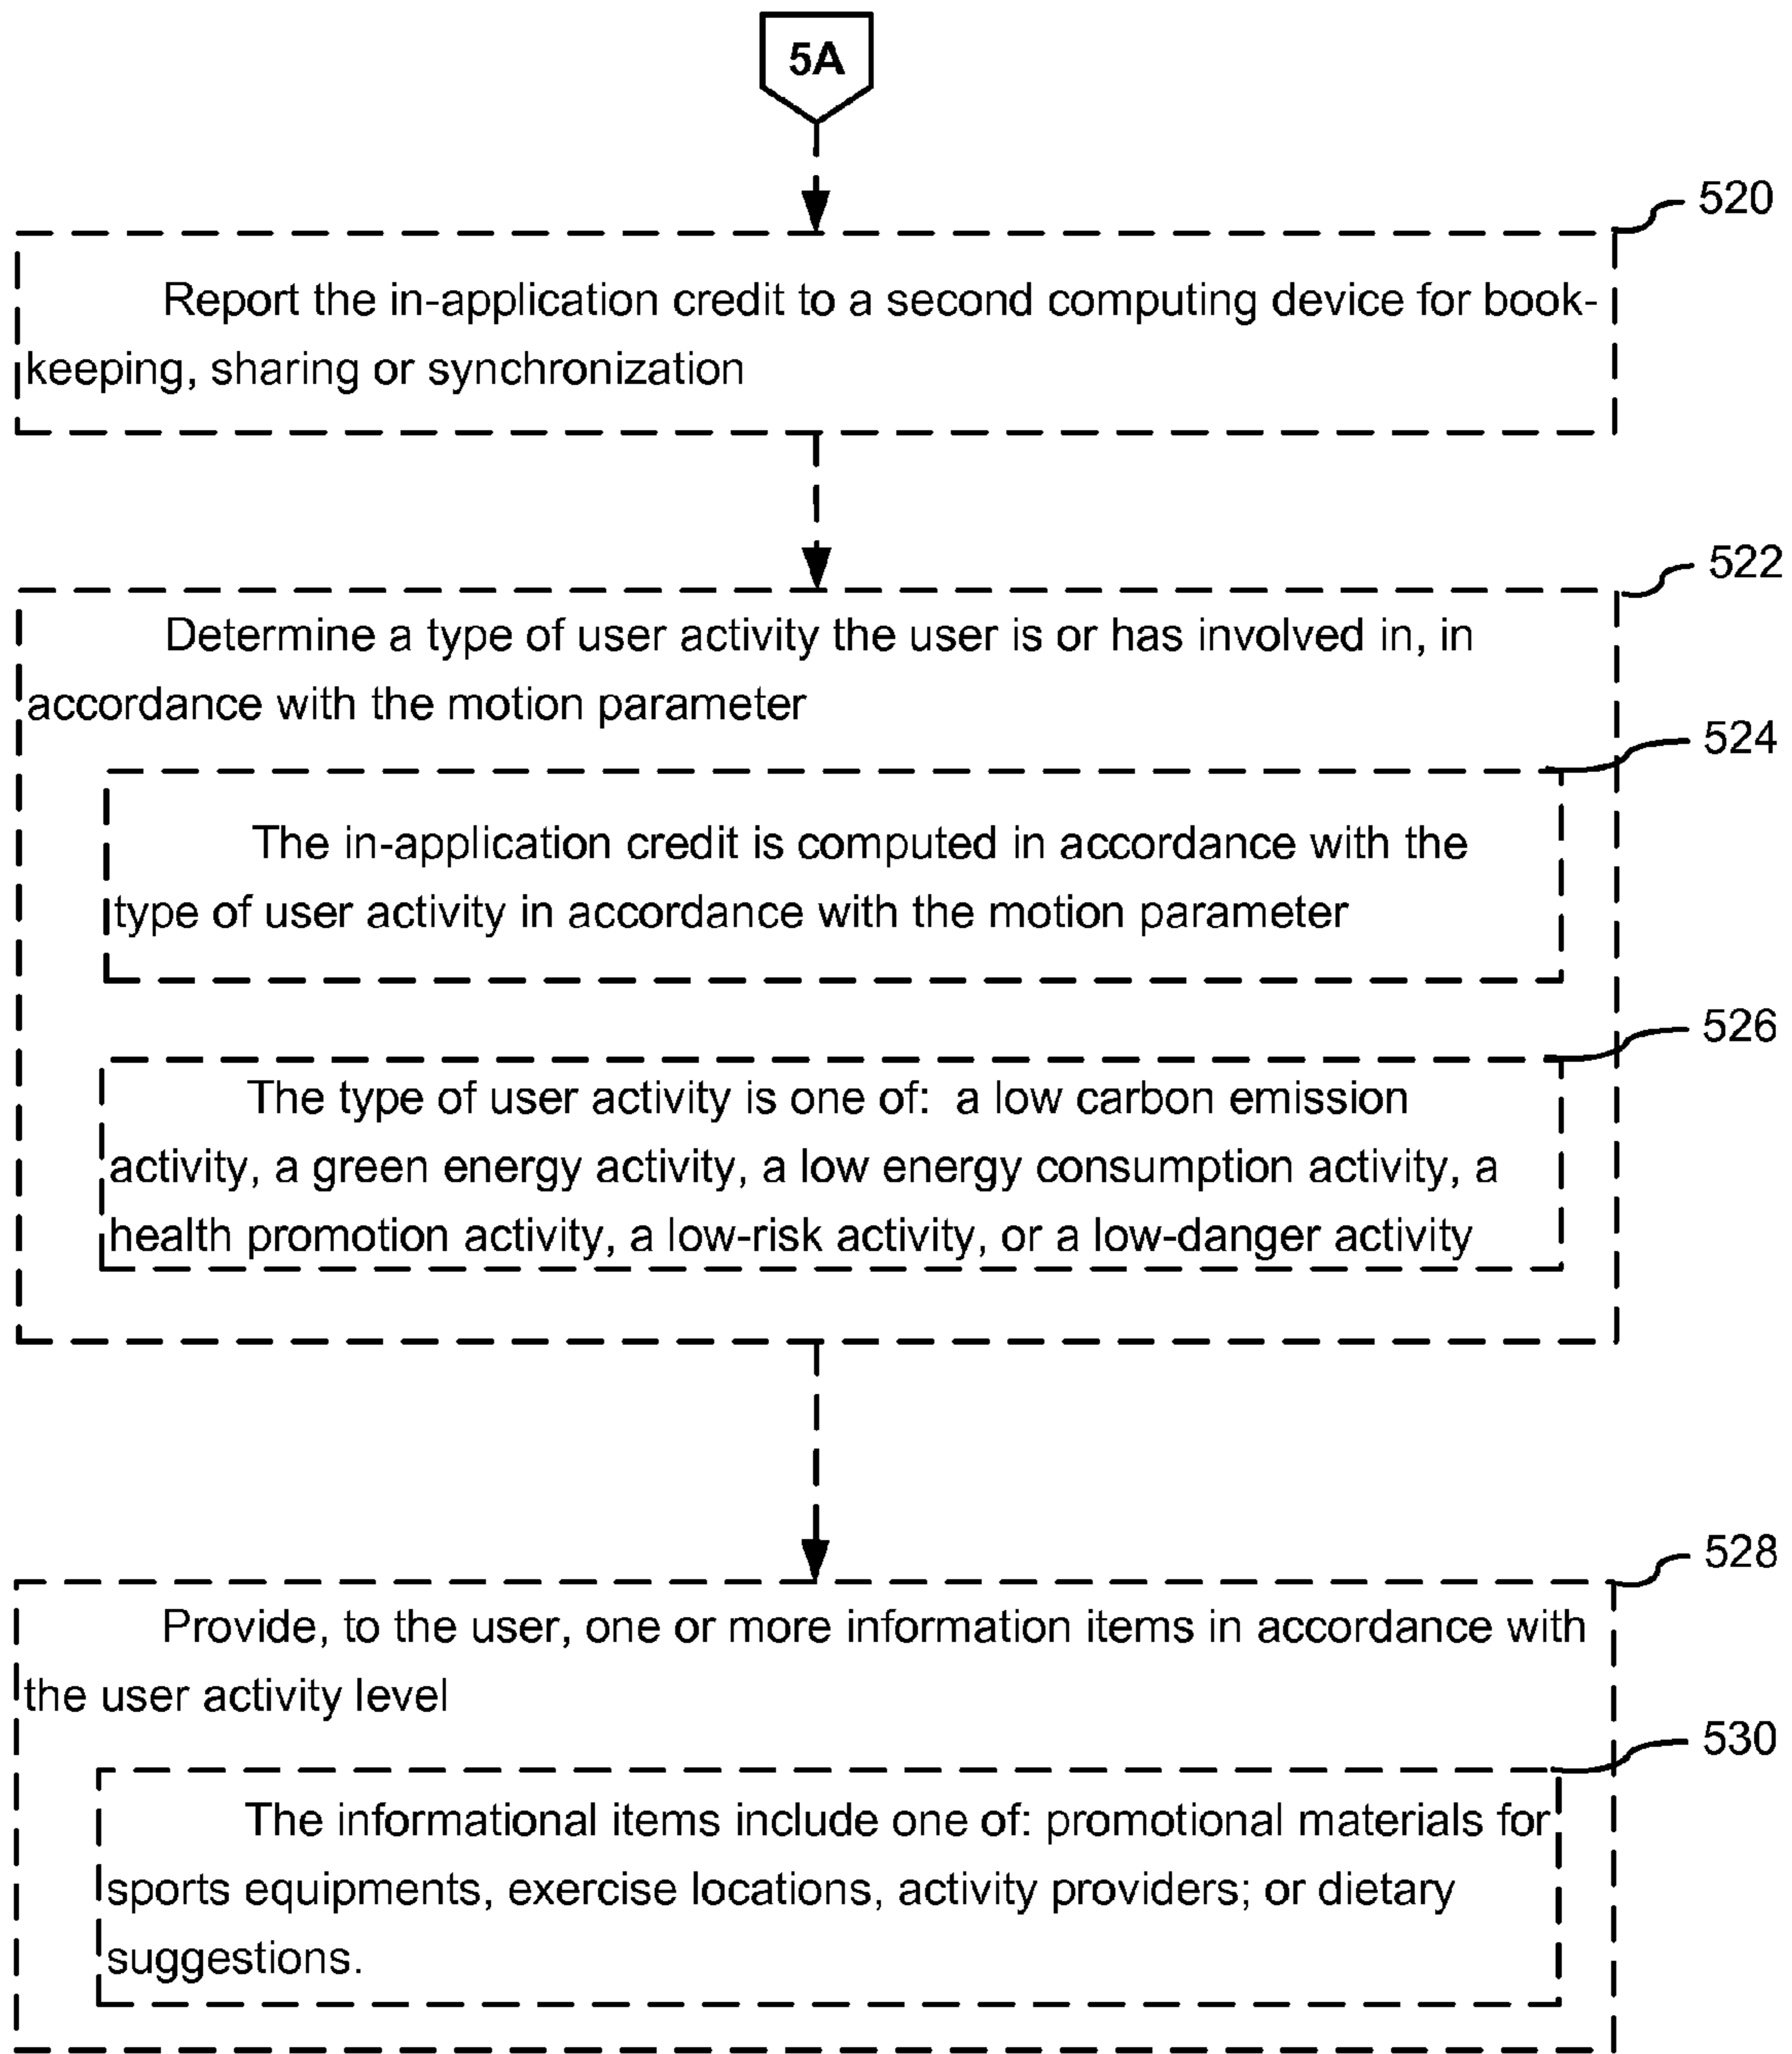 5A
520
Report the in-application credit to a second computing device for book-
keeping, sharing or synchronization
522
Determine a type of user activity the user is or has involved in, in
accordance with the motion parameter
524
The in-application credit is computed in accordance with the
type of user activity in accordance with the motion parameter
526
The type of user activity is one of:  a low carbon emission
activity, a green energy activity, a low energy consumption activity, a
health promotion activity, a low-risk activity, or a low-danger activity
528
Provide, to the user, one or more information items in accordance with
the user activity level
530
The informational items include one of: promotional materials for
sports equipments, exercise locations, activity providers; or dietary
suggestions.